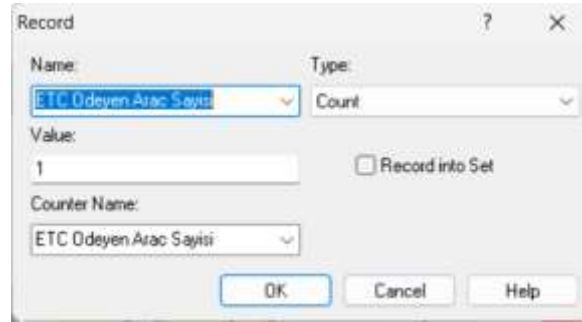 Record ? ×
Name: Type:
ETC Odeyen Arac Sayisi Count
Value:
1 Record into Set
Counter Name:
ETC Odeyen Arac Sayisi
OK Cancel Help